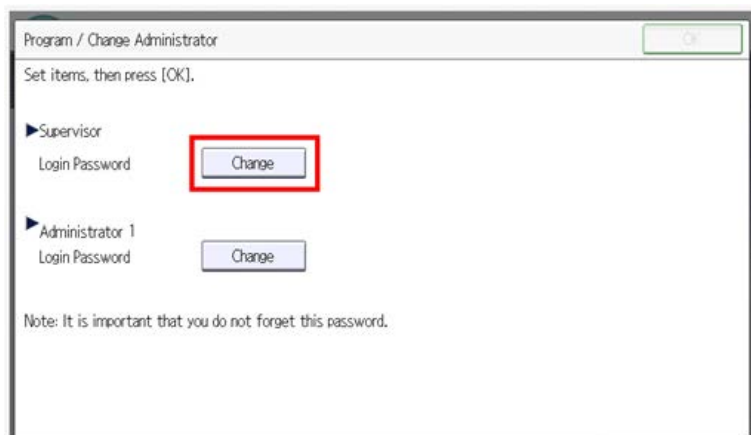 Program / Change Administrator
OK
Set items, then press [OK].
▶Supervisor
Login Password
Change
▶Administrator 1
Login Password
Change
Note: It is important that you do not forget this password.